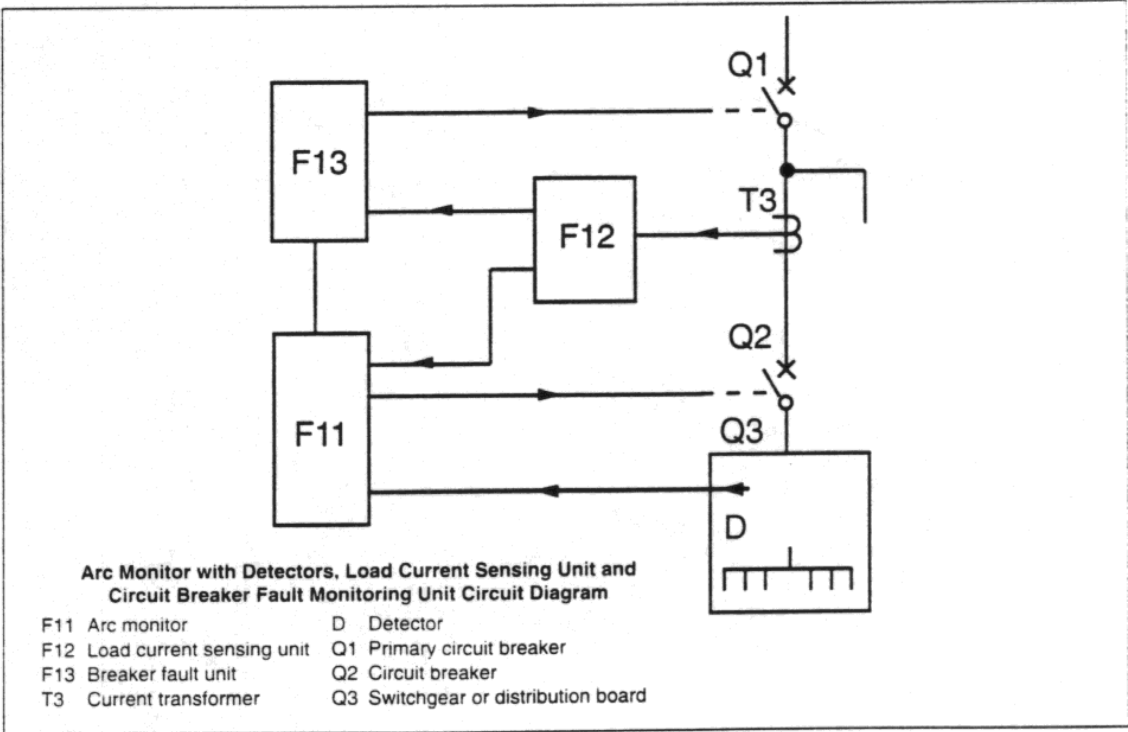 Q1
F13
T3
F12
Q2
F11
Q3
D
Arc Monitor with Detectors, Load Current Sensing Unit and
Circuit Breaker Fault Monitoring Unit Circuit Diagram
F11 Arc monitor
F12 Load current sensing unit
F13 Breaker fault unit
T3 Current transformer
D Detector
Q1 Primary circuit breaker
Q2 Circuit breaker
Q3 Switchgear or distribution board